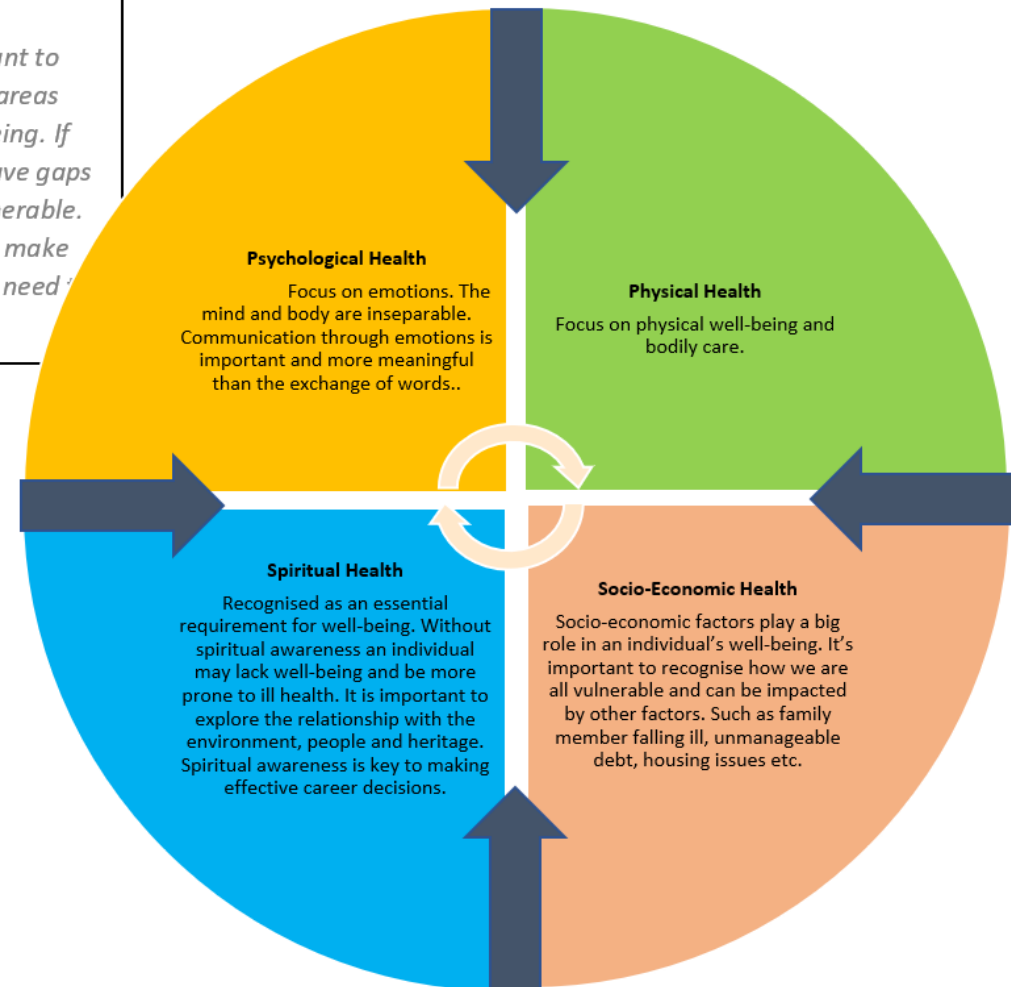 nt to
areas
eing. If
ve gaps
erable.
make
need
Psychological Health
Focus on emotions. The
mind and body are inseparable.
Communication through emotions is
important and more meaningful
than the exchange of words..
Physical Health
Focus on physical well-being and
bodily care.
Spiritual Health
Recognised as an essential
requirement for well-being. Without
spiritual awareness an individual
may lack well-being and be more
prone to ill health. It is important to
explore the relationship with the
environment, people and heritage.
Spiritual awareness is key to making
effective career decisions.
Socio-Economic Health
Socio-economic factors play a big
role in an individual’s well-being. It’s
important to recognise how we are
all vulnerable and can be impacted
by other factors. Such as family
member falling ill, unmanageable
debt, housing issues etc.